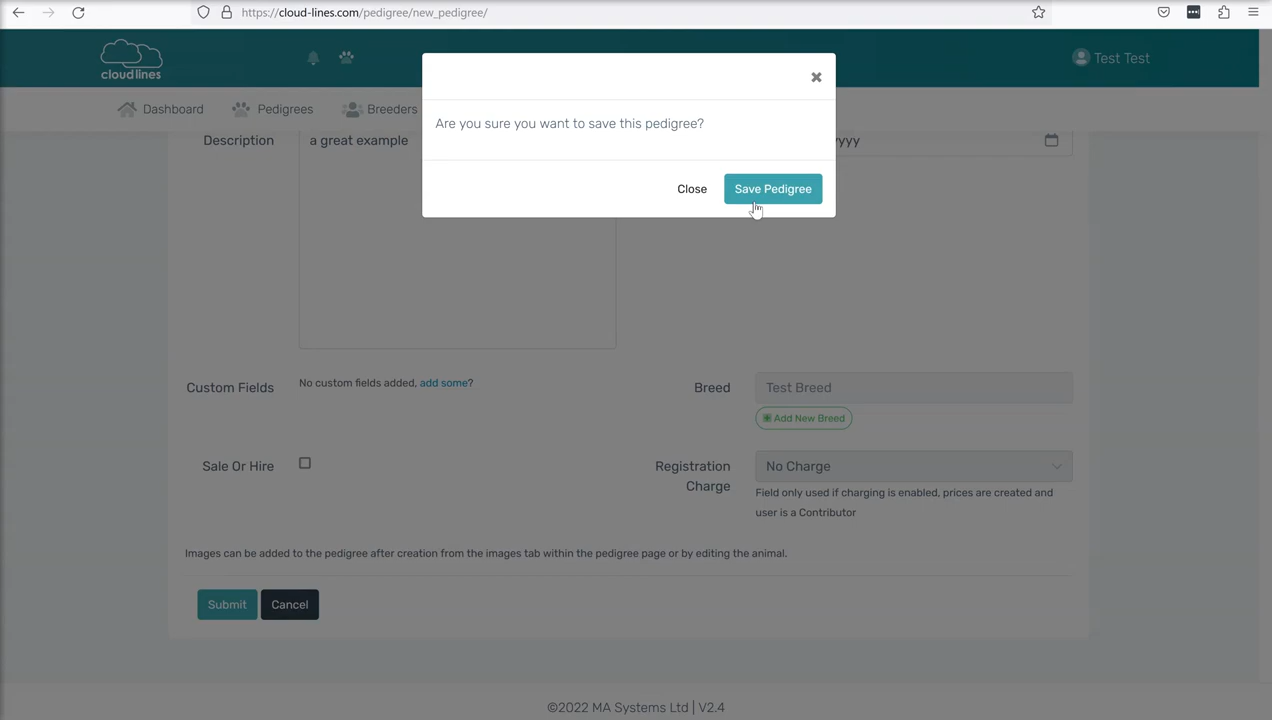 https://cloud-lines.com/pedigree/new_pedigree/
cloudlines
Test Test
Dashboard
Pedigrees
Breeders
Are you sure you want to save this pedigree?
Close
Save Pedigree
Description
a great example
yyyy
Custom Fields
No custom fields added, add some?
Breed
Test Breed
Add New Breed
Sale Or Hire
Registration
Charge
No Charge
Field only used if charging is enabled, prices are created and
user is a Contributor
Images can be added to the pedigree after creation from the images tab within the pedigree page or by editing the animal.
Submit
Cancel
©2022 MA Systems Ltd | V2.4